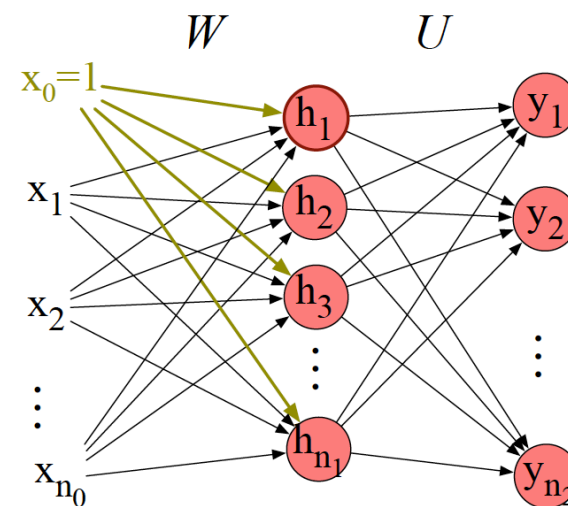 W U
x₀=1
h₁ y₁
x₁
h₂ y₂
h₃
x₂
⋮ ⋮
⋮
hₙ₁
xₙ₀ yₙ₂